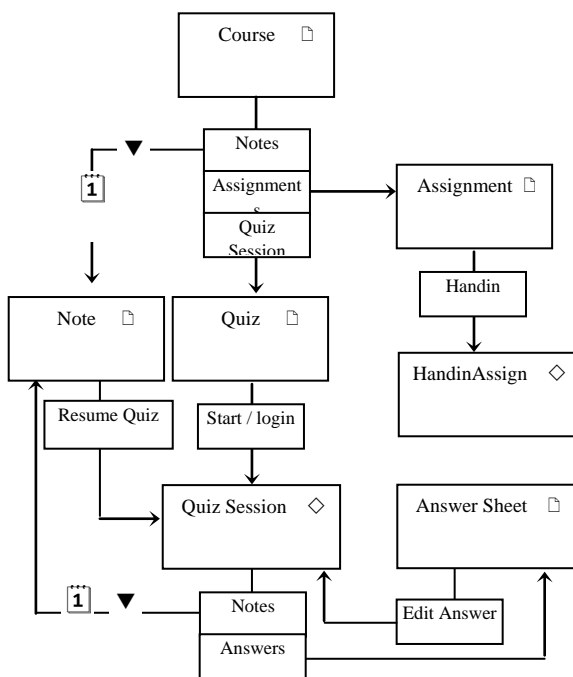 Course
Notes
Assignment
s
Quiz
Session
1
Assignment
Handin
Note
Quiz
HandinAssign
Resume Quiz
Start / login
Quiz Session
Answer Sheet
1
Notes
Edit Answer
Answers